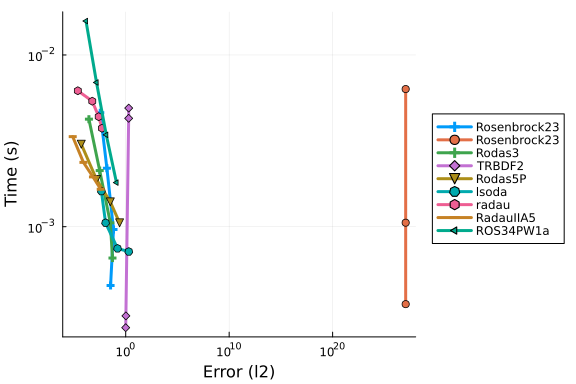 10⁻²
10⁻³
Time (s)
10⁰
10¹⁰
10²⁰
Error (l2)
Rosenbrock23
Rosenbrock23
Rodas3
TRBDF2
Rodas5P
lsoda
radau
RadauIIA5
ROS34PW1a